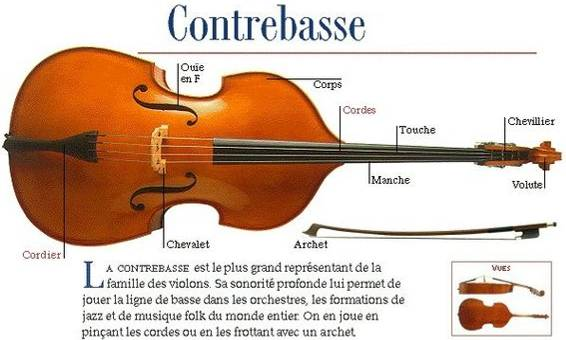 Contrebasse
Ouïe
en F
Corps
Cordes
Touche
Chevillier
Manche
Volute
Cordier
Chevalet
Archet
LA CONTREBASSE est le plus grand représentant de la
famille des violons. Sa sonorité profonde lui permet de
jouer la ligne de basse dans les orchestres, les formations de
jazz et de musique folk du monde entier. On en joue en
pinçant les cordes ou en les frottant avec un archet.
VUES